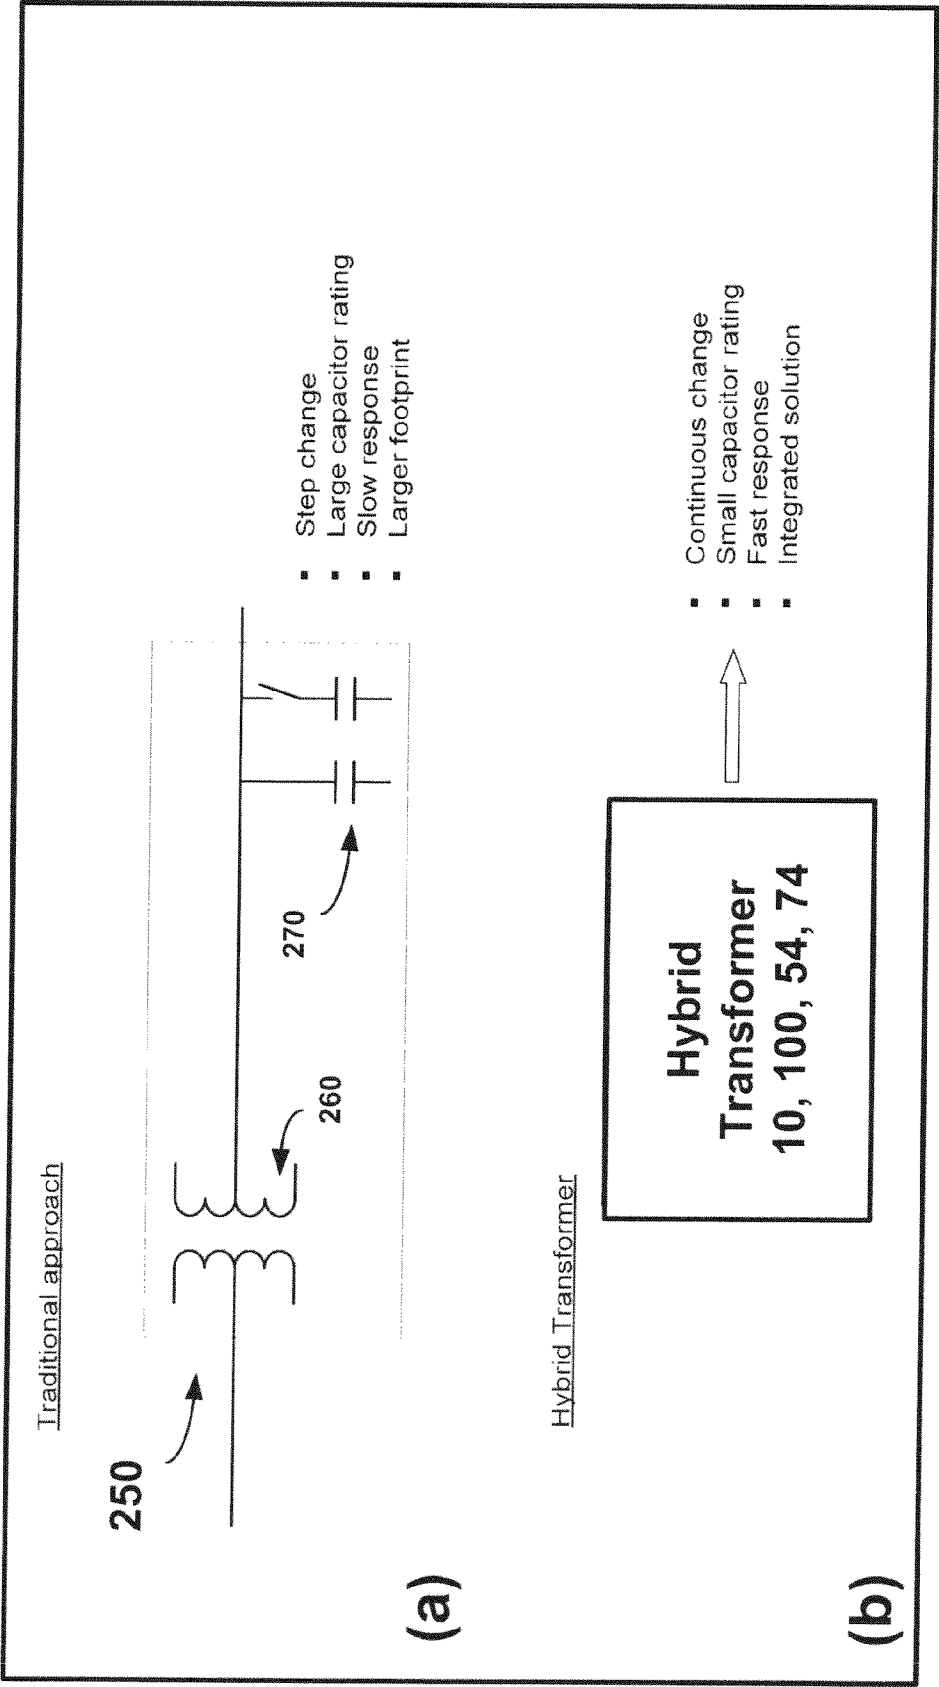 Traditional approach
250
260
270
▪ Step change
▪ Large capacitor rating
▪ Slow response
▪ Larger footprint
(a)
Hybrid Transformer
Hybrid
Transformer
10, 100, 54, 74
▪ Continuous change
▪ Small capacitor rating
▪ Fast response
▪ Integrated solution
(b)